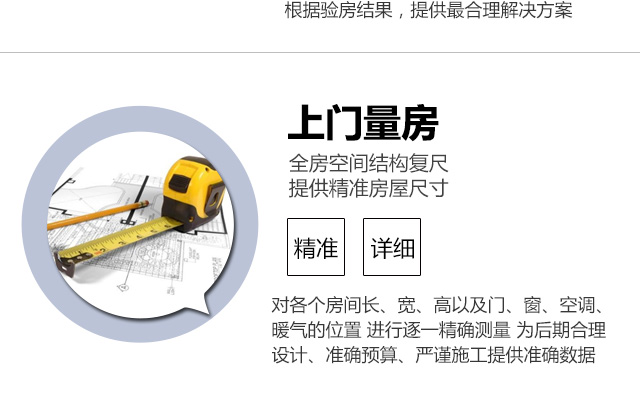 根据验房结果，提供最合理解决方案
上门量房
全房空间结构复尺
提供精准房屋尺寸
精准 详细
对各个房间长、宽、高以及门、窗、空调、
暖气的位置 进行逐一精确测量 为后期合理
设计、准确预算、严谨施工提供准确数据